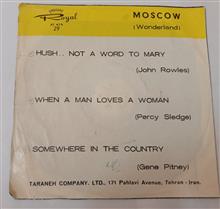 Royal
29
MOSCOW
(Wonderland)
HUSH.. NOT A WORD TO MARY
(John Rowles)
WHEN A MAN LOVES A WOMAN
(Percy Sledge)
SOMEWHERE IN THE COUNTRY
(Gene Pitney)
TARANEH COMPANY. LTD., 171 Pahlavi Avenue, Tehran - Iran.